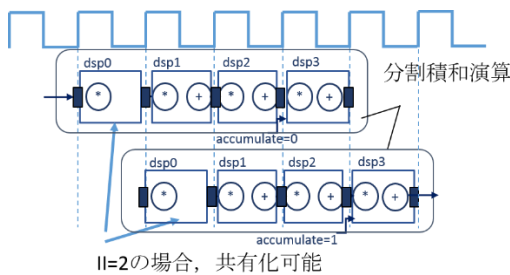 dsp0 dsp1 dsp2 dsp3
分割積和演算
* * + * + * +
accumulate=0
dsp0 dsp1 dsp2 dsp3
* * + * + * +
accumulate=1
II=2の場合，共有化可能